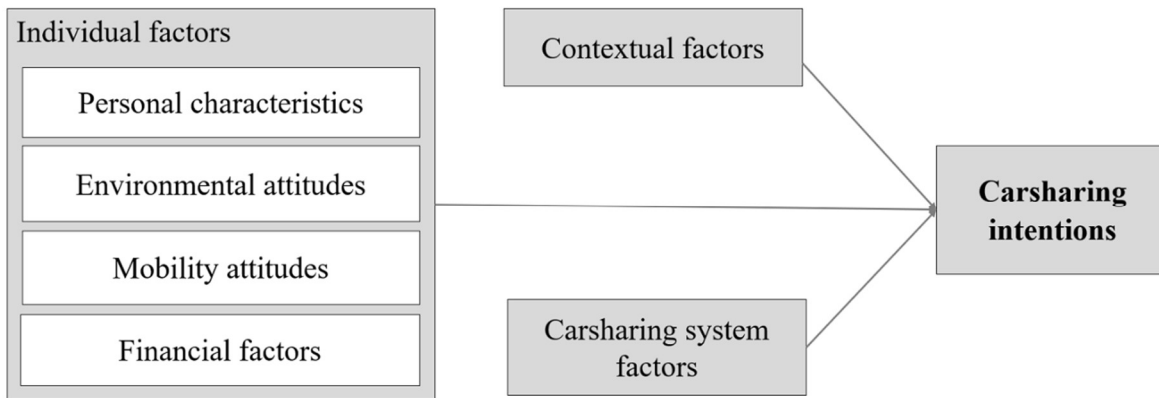 Individual factors
Personal characteristics
Environmental attitudes
Mobility attitudes
Financial factors
Contextual factors
Carsharing system
factors
Carsharing
intentions